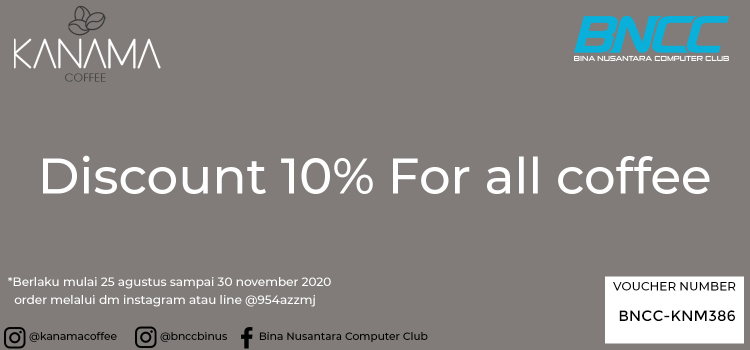 KANAMA
COFFEE
BNCC
BINA NUSANTARA COMPUTER CLUB
Discount 10% For all coffee
*Berlaku mulai 25 agustus sampai 30 november 2020
order melalui dm instagram atau line @954azzmj
VOUCHER NUMBER
BNCC-KNM386
@kanamacoffee @bnccbinus Bina Nusantara Computer Club